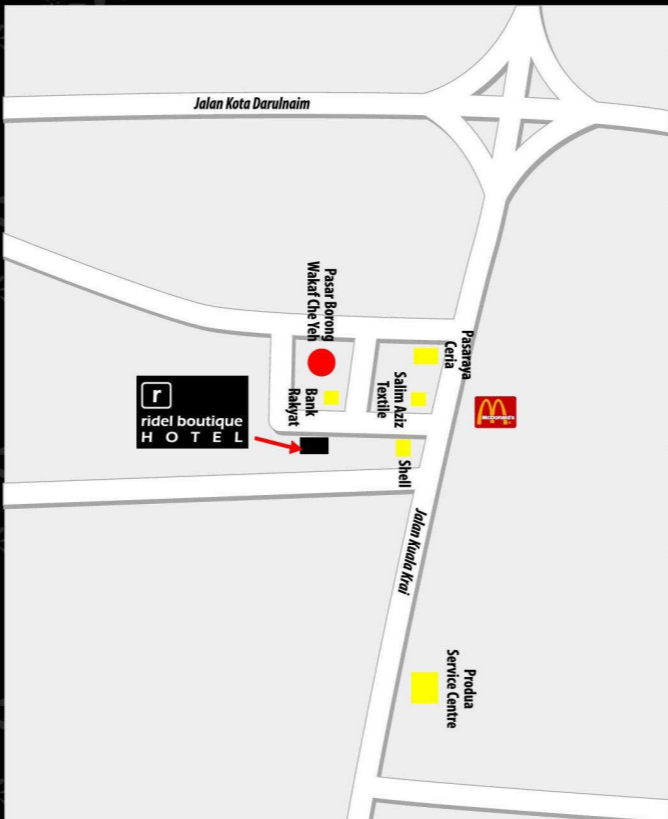 Jalan Kota Darulnaim
Pasar Borong
Wakaf Che Yeh
Pasaraya
Ceria
Salim Aziz
Textile
McDonald's
Bank
Rakyat
r
ridel boutique
HOTEL
Shell
Jalan Kuala Krai
Produa
Service Centre